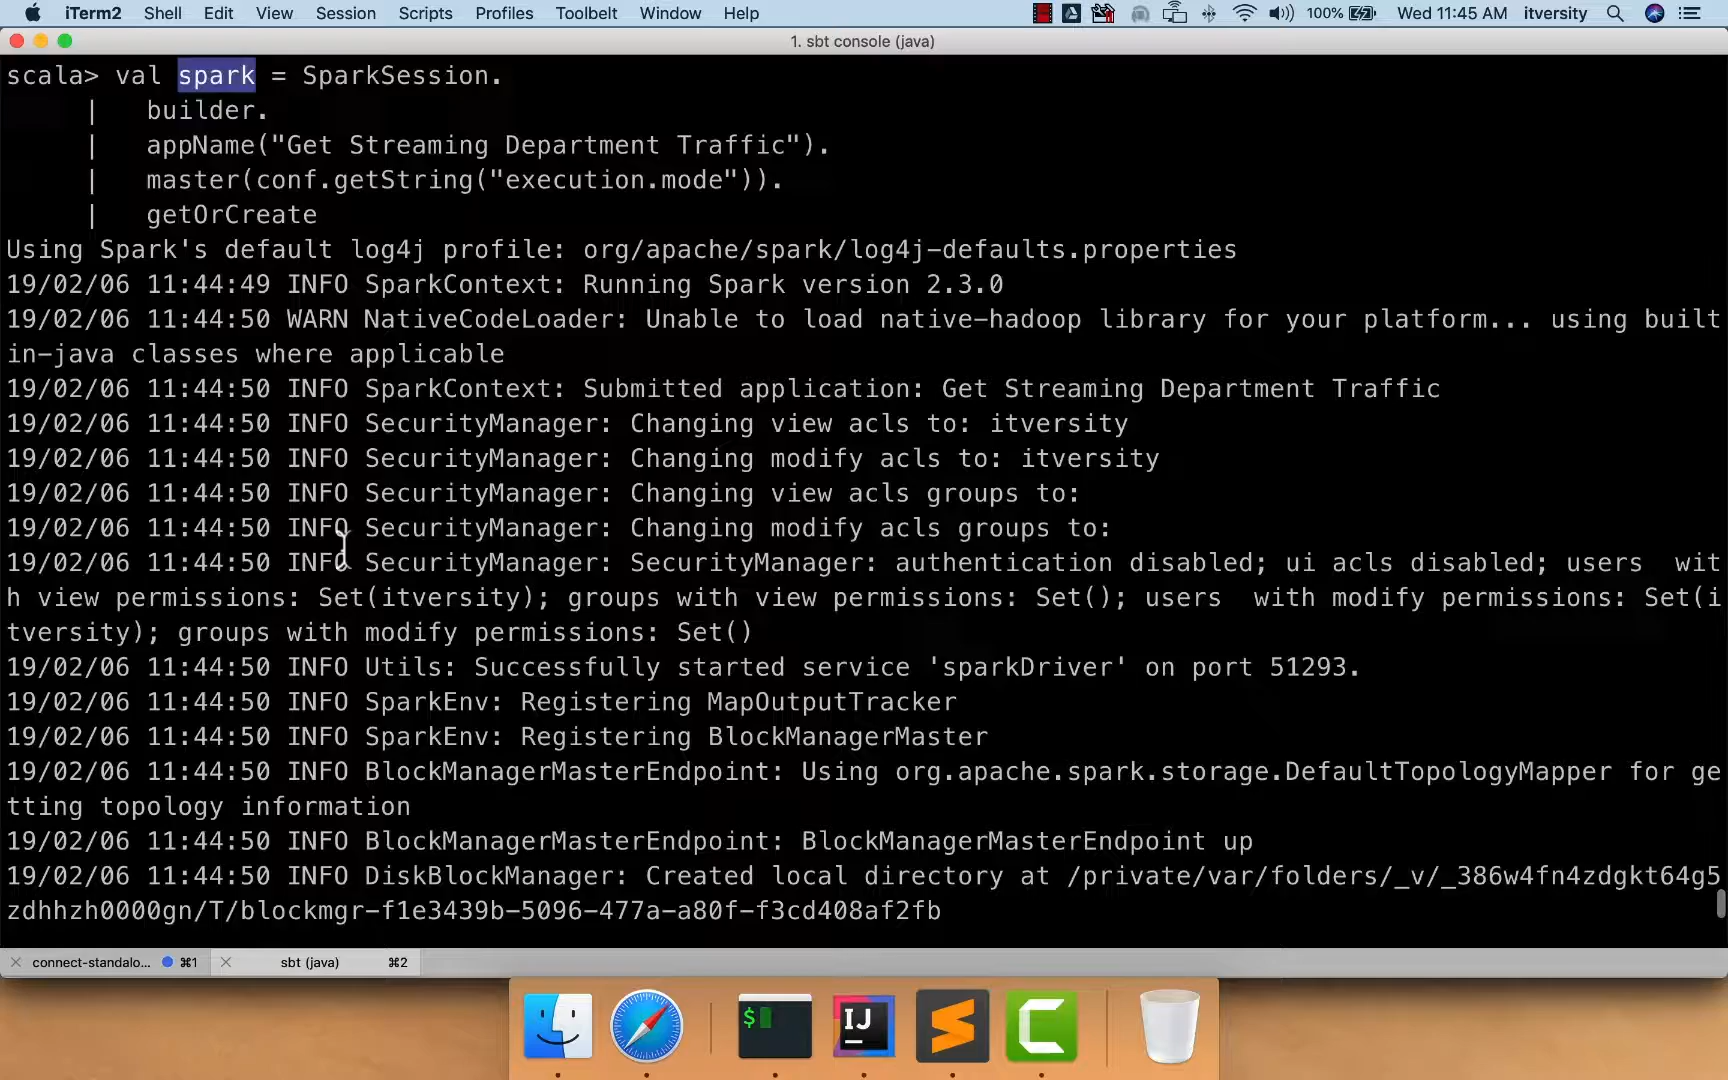 iTerm2 Shell Edit View Session Scripts Profiles Toolbelt Window Help 100% Wed 11:45 AM itversity
1. sbt console (java)
scala> val spark = SparkSession.
| builder.
| appName("Get Streaming Department Traffic").
| master(conf.getString("execution.mode")).
| getOrCreate
Using Spark's default log4j profile: org/apache/spark/log4j-defaults.properties
19/02/06 11:44:49 INFO SparkContext: Running Spark version 2.3.0
19/02/06 11:44:50 WARN NativeCodeLoader: Unable to load native-hadoop library for your platform... using built
in-java classes where applicable
19/02/06 11:44:50 INFO SparkContext: Submitted application: Get Streaming Department Traffic
19/02/06 11:44:50 INFO SecurityManager: Changing view acls to: itversity
19/02/06 11:44:50 INFO SecurityManager: Changing modify acls to: itversity
19/02/06 11:44:50 INFO SecurityManager: Changing view acls groups to:
19/02/06 11:44:50 INFO SecurityManager: Changing modify acls groups to:
19/02/06 11:44:50 INFO SecurityManager: SecurityManager: authentication disabled; ui acls disabled; users  wit
h view permissions: Set(itversity); groups with view permissions: Set(); users  with modify permissions: Set(i
tversity); groups with modify permissions: Set()
19/02/06 11:44:50 INFO Utils: Successfully started service 'sparkDriver' on port 51293.
19/02/06 11:44:50 INFO SparkEnv: Registering MapOutputTracker
19/02/06 11:44:50 INFO SparkEnv: Registering BlockManagerMaster
19/02/06 11:44:50 INFO BlockManagerMasterEndpoint: Using org.apache.spark.storage.DefaultTopologyMapper for ge
tting topology information
19/02/06 11:44:50 INFO BlockManagerMasterEndpoint: BlockManagerMasterEndpoint up
19/02/06 11:44:50 INFO DiskBlockManager: Created local directory at /private/var/folders/_v/_386w4fn4zdgkt64g5
zdhhzh0000gn/T/blockmgr-f1e3439b-5096-477a-a80f-f3cd408af2fb
connect-standalo... ⌘1 sbt (java) ⌘2
$ IJ